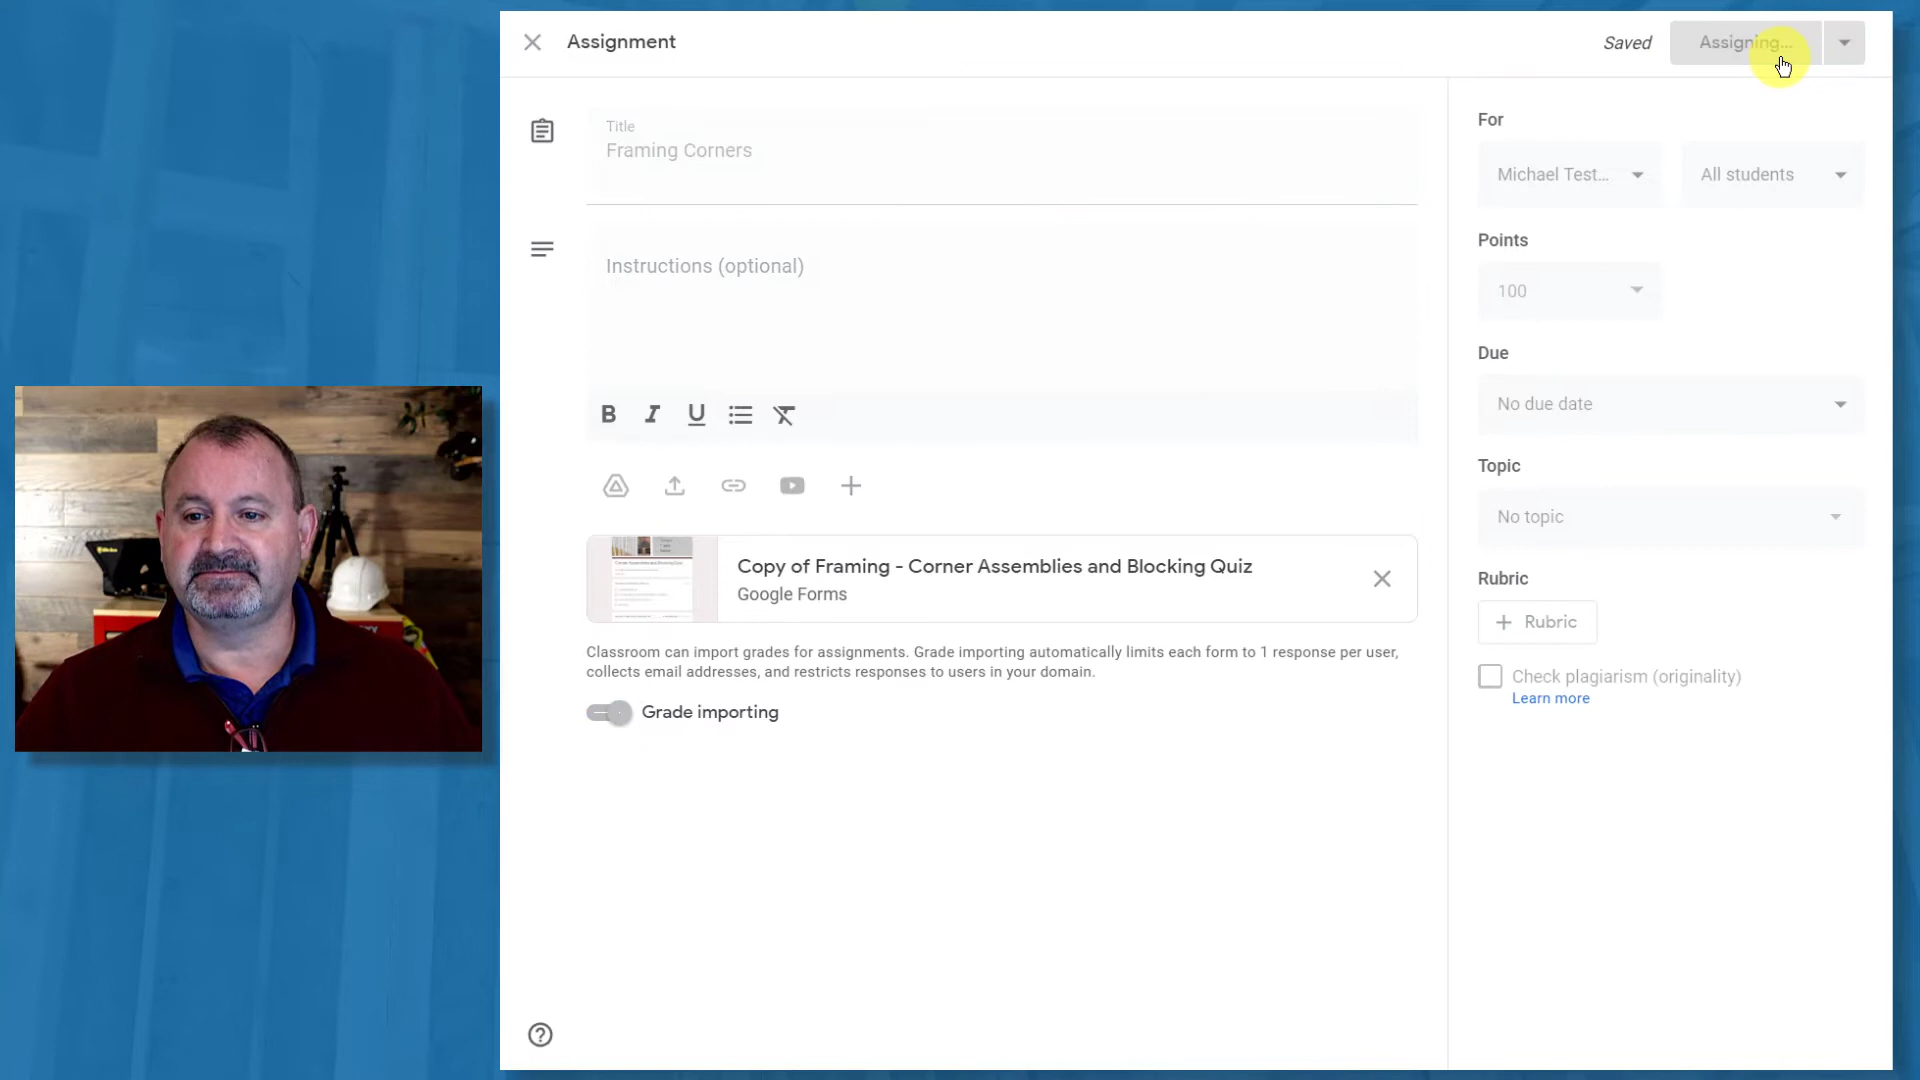 Assignment
Saved
Assigning...
Title
Framing Corners
Instructions (optional)
B I U
Copy of Framing - Corner Assemblies and Blocking Quiz
Google Forms
Classroom can import grades for assignments. Grade importing automatically limits each form to 1 response per user,
collects email addresses, and restricts responses to users in your domain.
Grade importing
For
Michael Test...
All students
Points
100
Due
No due date
Topic
No topic
Rubric
+ Rubric
Check plagiarism (originality)
Learn more